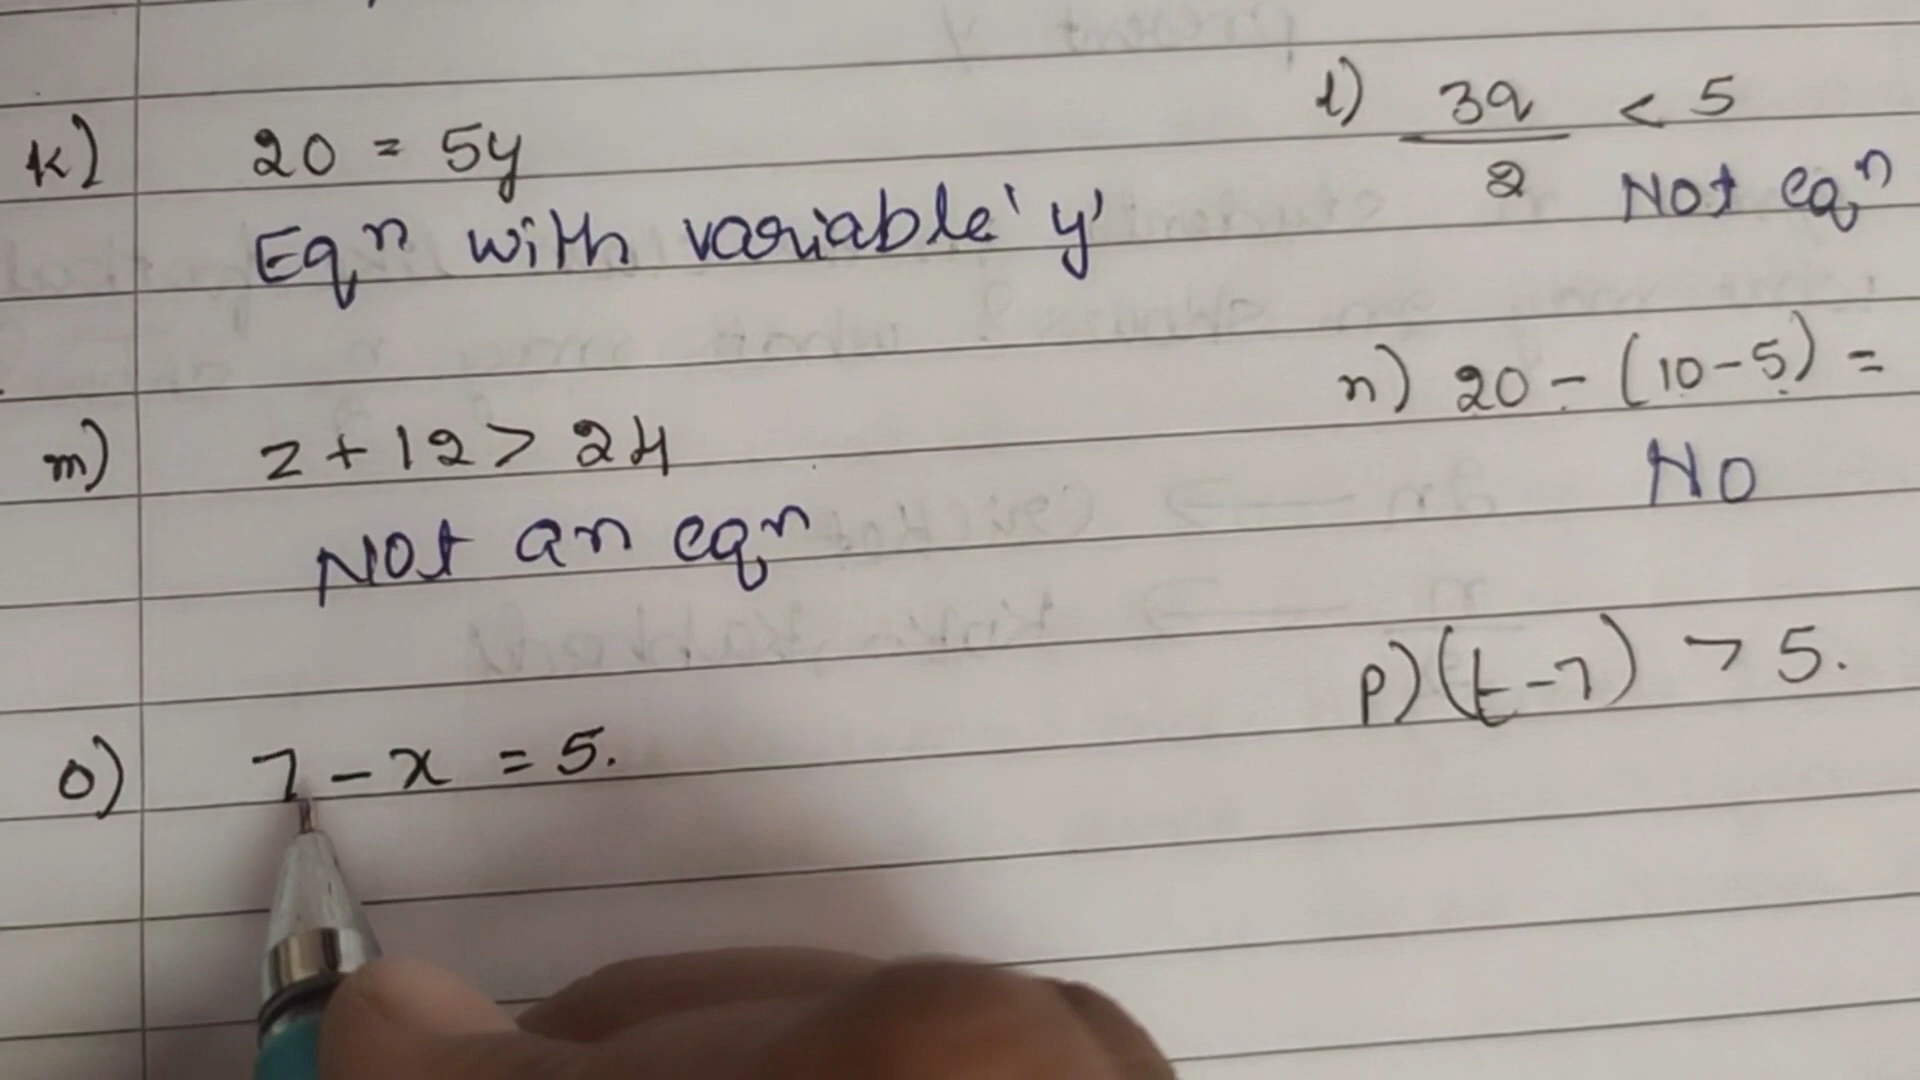 k) 20 = 5y
Eqn with variable 'y'
l) 3q/2 < 5
Not eqn
m) z + 12 > 24
Not an eqn
n) 20 - (10 - 5) =
No
o) 7 - x = 5.
p) (t - 7) > 5.